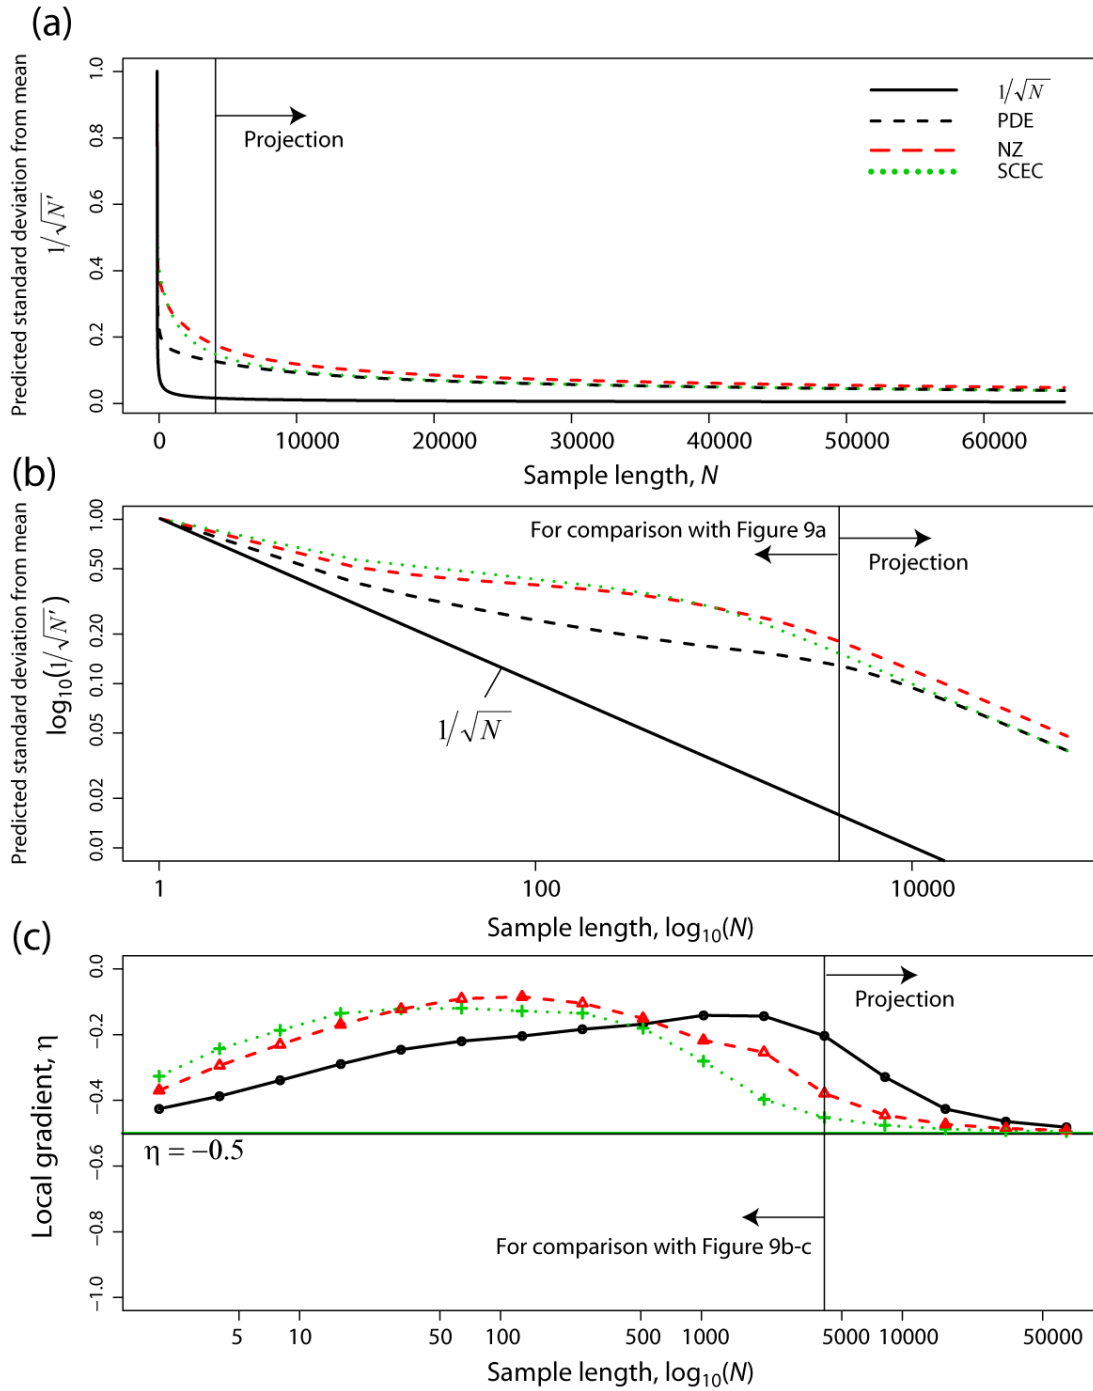 (a)
Predicted standard deviation from mean
1/√N′
1.0
0.8
0.6
0.4
0.2
0.0
Projection
1/√N
PDE
NZ
SCEC
0
10000
20000
30000
40000
50000
60000
Sample length, N
(b)
Predicted standard deviation from mean
log₁₀(1/√N′)
1.00
0.50
0.20
0.10
0.05
0.02
0.01
For comparison with Figure 9a
Projection
1/√N
1
100
10000
Sample length, log₁₀(N)
(c)
Local gradient, η
0.0
−0.2
−0.4
−0.6
−0.8
−1.0
Projection
η = −0.5
For comparison with Figure 9b-c
5
10
50
100
500
1000
5000
10000
50000
Sample length, log₁₀(N)